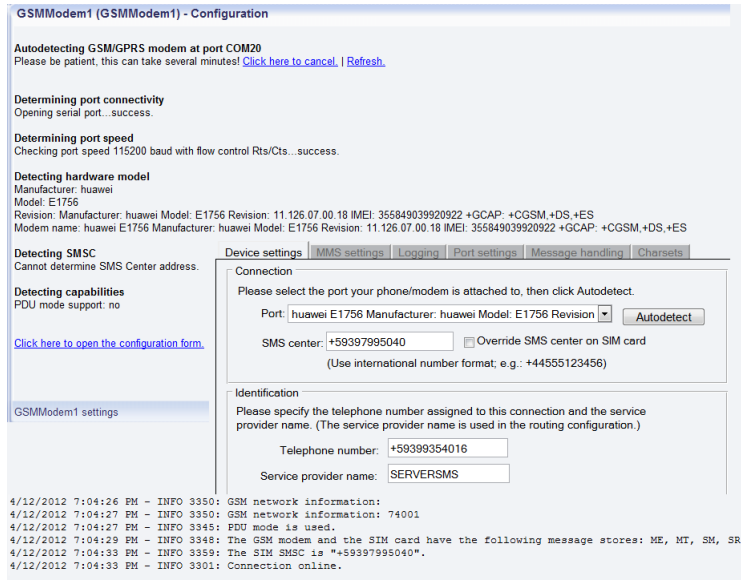 GSMModem1 (GSMModem1) - Configuration
Autodetecting GSM/GPRS modem at port COM20
Please be patient, this can take several minutes! Click here to cancel. | Refresh.
Determining port connectivity
Opening serial port...success.
Determining port speed
Checking port speed 115200 baud with flow control Rts/Cts...success.
Detecting hardware model
Manufacturer: huawei
Model: E1756
Revision: Manufacturer: huawei Model: E1756 Revision: 11.126.07.00.18 IMEI: 355849039920922 +GCAP: +CGSM,+DS,+ES
Modem name: huawei E1756 Manufacturer: huawei Model: E1756 Revision: 11.126.07.00.18 IMEI: 355849039920922 +GCAP: +CGSM,+DS,+ES
Detecting SMSC
Cannot determine SMS Center address.
Detecting capabilities
PDU mode support: no
Click here to open the configuration form.
GSMModem1 settings
Device settings MMS settings Logging Port settings Message handling Charsets
Connection
Please select the port your phone/modem is attached to, then click Autodetect.
Port: huawei E1756 Manufacturer: huawei Model: E1756 Revision Autodetect
SMS center: +59397995040 Override SMS center on SIM card
(Use international number format; e.g.: +44555123456)
Identification
Please specify the telephone number assigned to this connection and the service
provider name. (The service provider name is used in the routing configuration.)
Telephone number: +59399354016
Service provider name: SERVERSMS
4/12/2012 7:04:26 PM - INFO 3350: GSM network information:
4/12/2012 7:04:27 PM - INFO 3350: GSM network information: 74001
4/12/2012 7:04:27 PM - INFO 3345: PDU mode is used.
4/12/2012 7:04:29 PM - INFO 3348: The GSM modem and the SIM card have the following message stores: ME, MT, SM, SR
4/12/2012 7:04:33 PM - INFO 3359: The SIM SMSC is "+59397995040".
4/12/2012 7:04:33 PM - INFO 3301: Connection online.